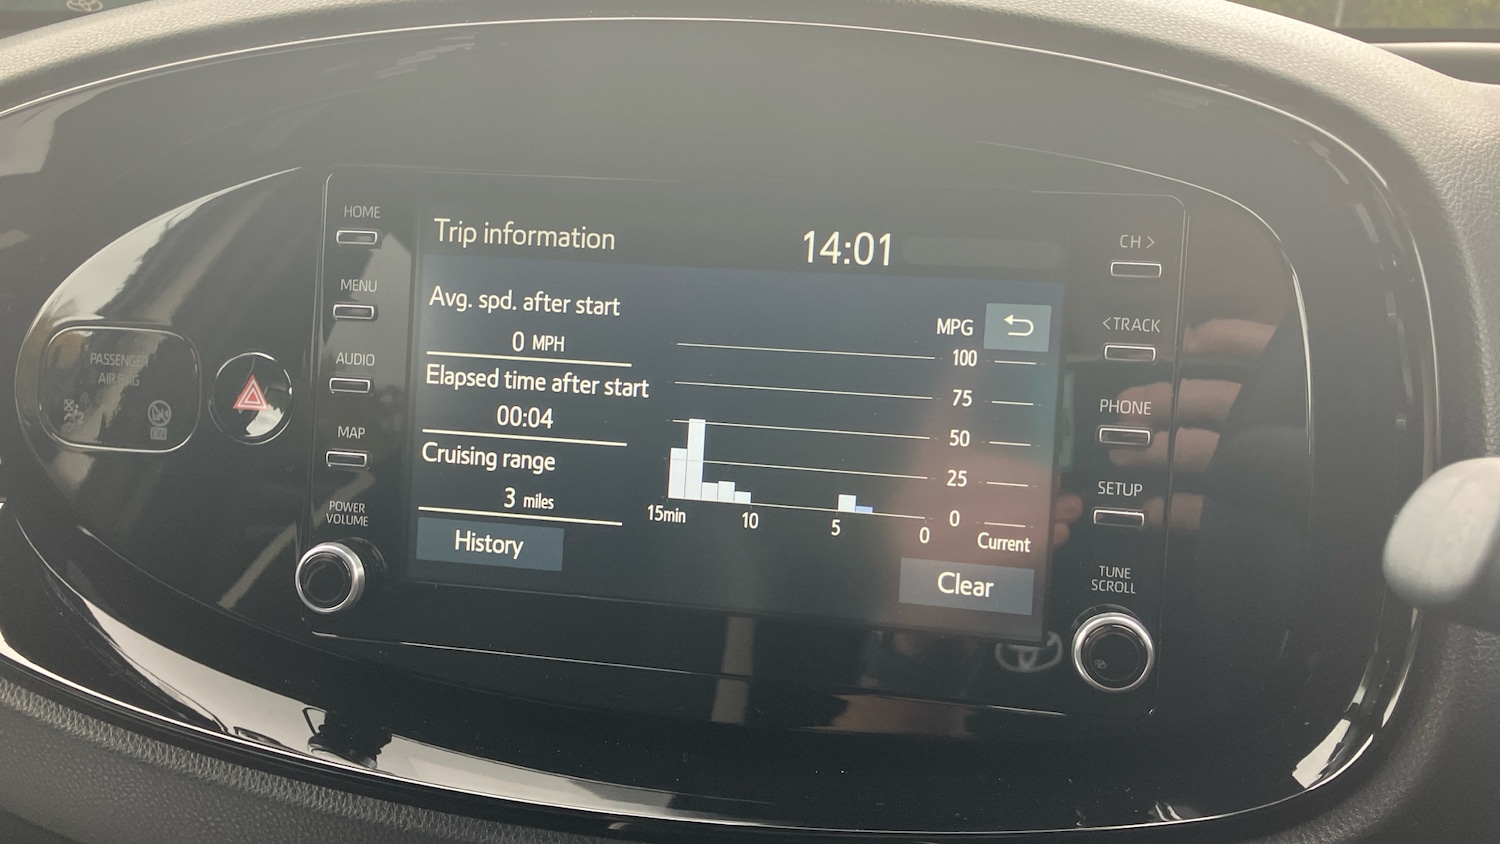 HOME
MENU
AUDIO
MAP
POWER
VOLUME
PASSENGER
AIR BAG
Trip information
14:01
Avg. spd. after start
0 MPH
Elapsed time after start
00:04
Cruising range
3 miles
History
MPG
100
75
50
25
0
15min
10
5
0
Current
Clear
CH >
< TRACK
PHONE
SETUP
TUNE
SCROLL